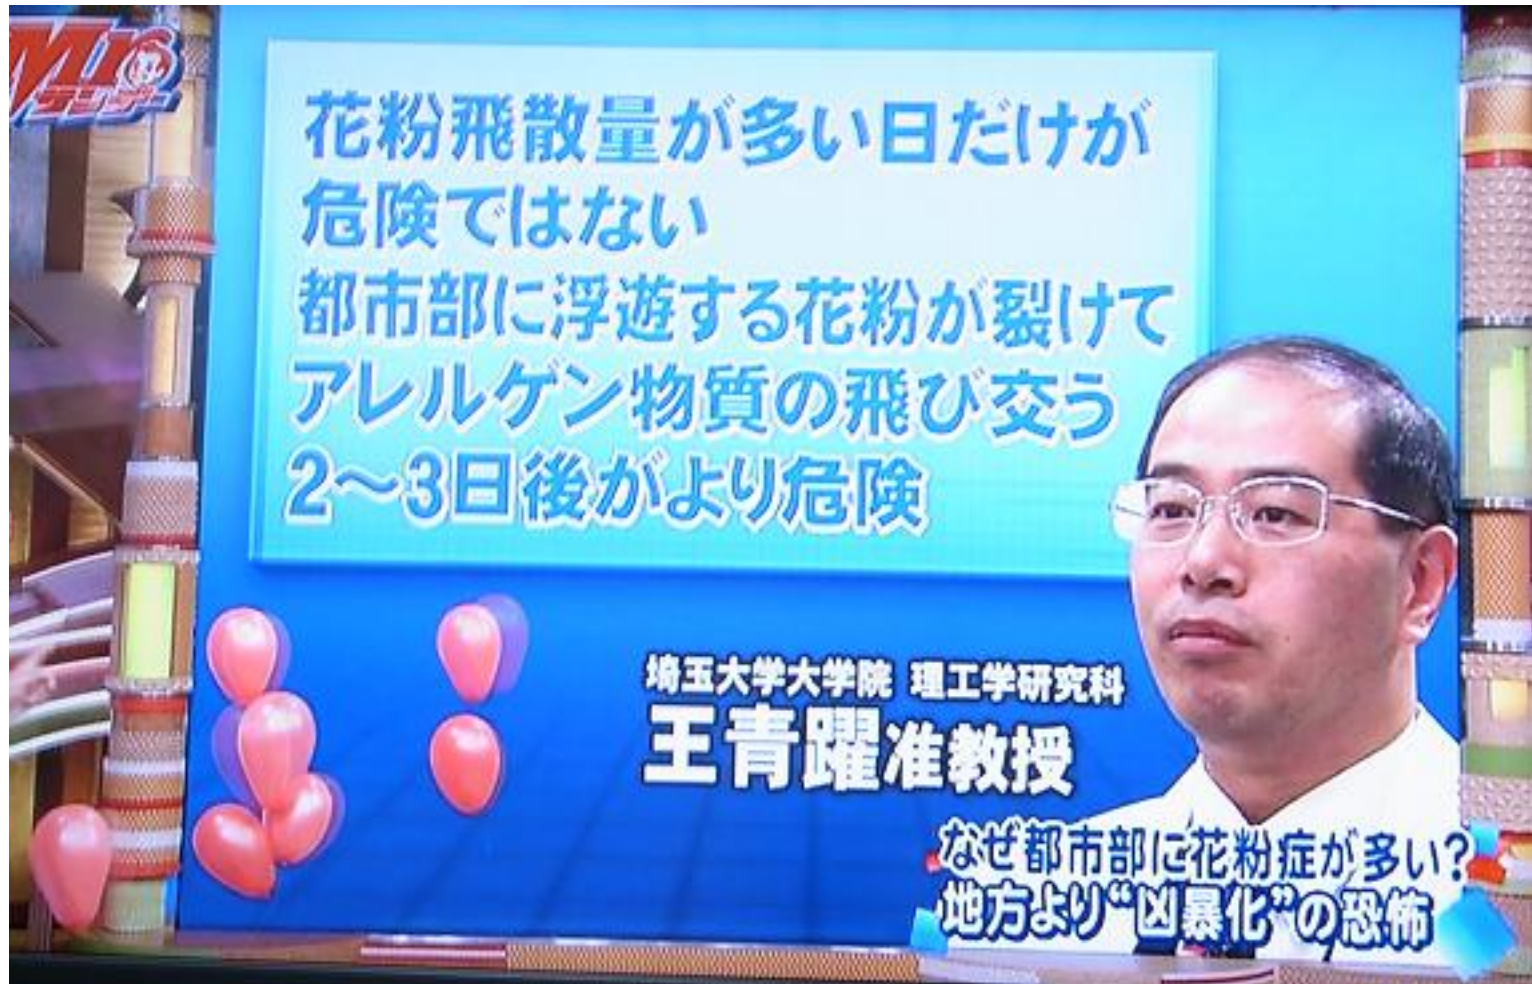 花粉飛散量が多い日だけが
危険ではない
都市部に浮遊する花粉が裂けて
アレルゲン物質の飛び交う
2〜3日後がより危険
埼玉大学大学院 理工学研究科
王青躍准教授
なぜ都市部に花粉症が多い?
地方より“凶暴化”の恐怖